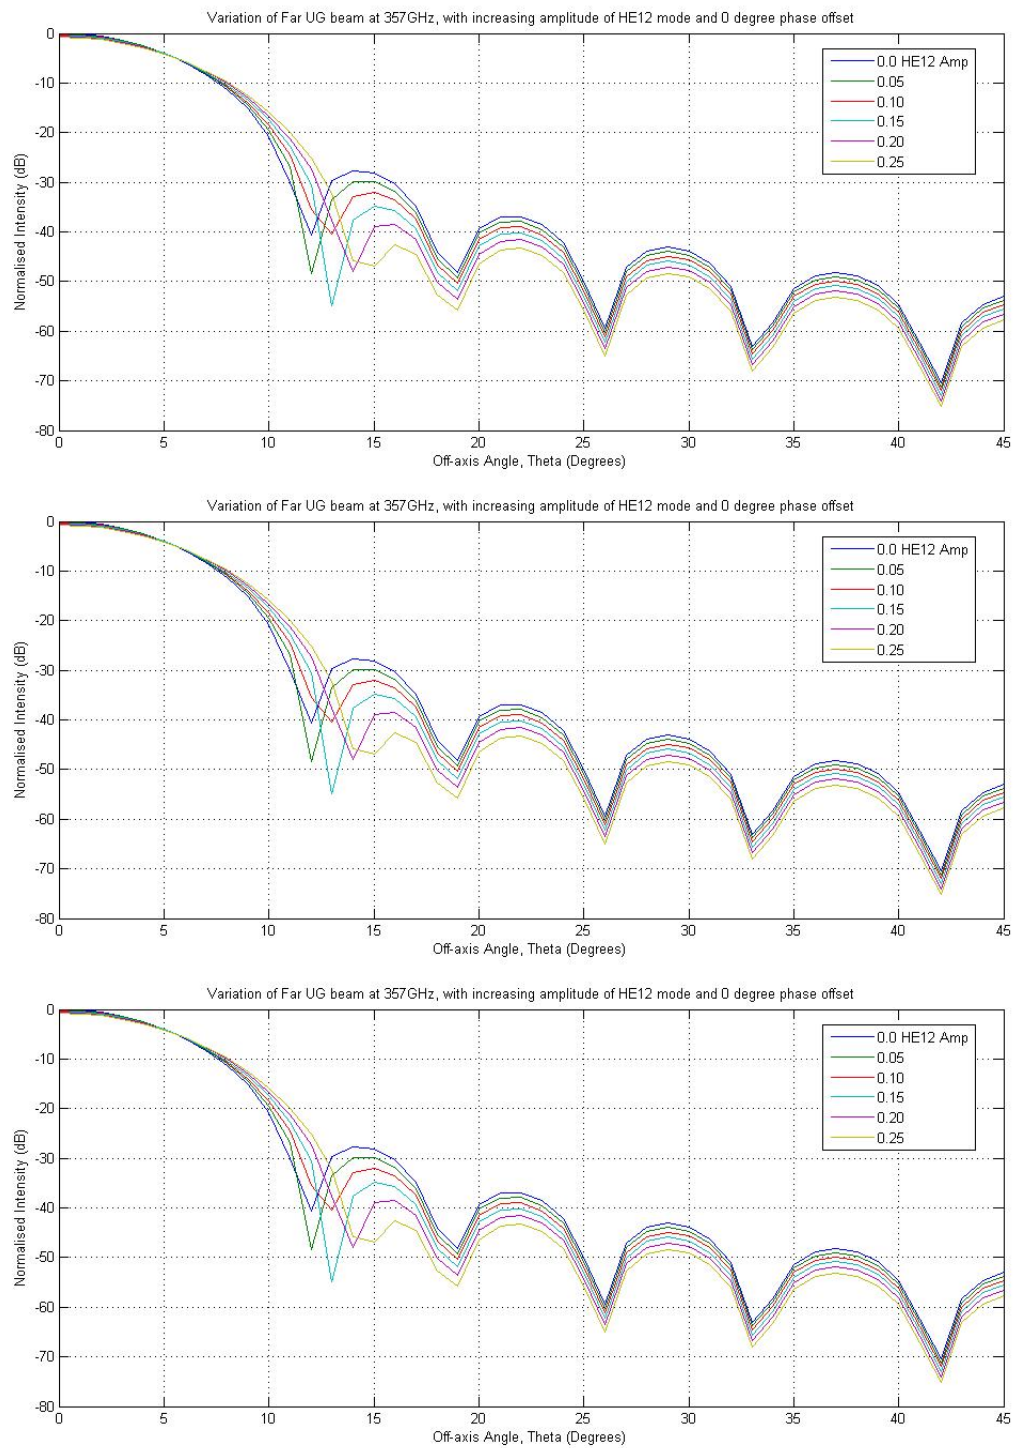 Variation of Far UG beam at 357GHz, with increasing amplitude of HE12 mode and 0 degree phase offset
0
-10
-20
-30
-40
-50
-60
-70
-80
Normalised Intensity (dB)
0.0 HE12 Amp
0.05
0.10
0.15
0.20
0.25
0 5 10 15 20 25 30 35 40 45
Off-axis Angle, Theta (Degrees)
Variation of Far UG beam at 357GHz, with increasing amplitude of HE12 mode and 0 degree phase offset
0
-10
-20
-30
-40
-50
-60
-70
-80
Normalised Intensity (dB)
0.0 HE12 Amp
0.05
0.10
0.15
0.20
0.25
0 5 10 15 20 25 30 35 40 45
Off-axis Angle, Theta (Degrees)
Variation of Far UG beam at 357GHz, with increasing amplitude of HE12 mode and 0 degree phase offset
0
-10
-20
-30
-40
-50
-60
-70
-80
Normalised Intensity (dB)
0.0 HE12 Amp
0.05
0.10
0.15
0.20
0.25
0 5 10 15 20 25 30 35 40 45
Off-axis Angle, Theta (Degrees)